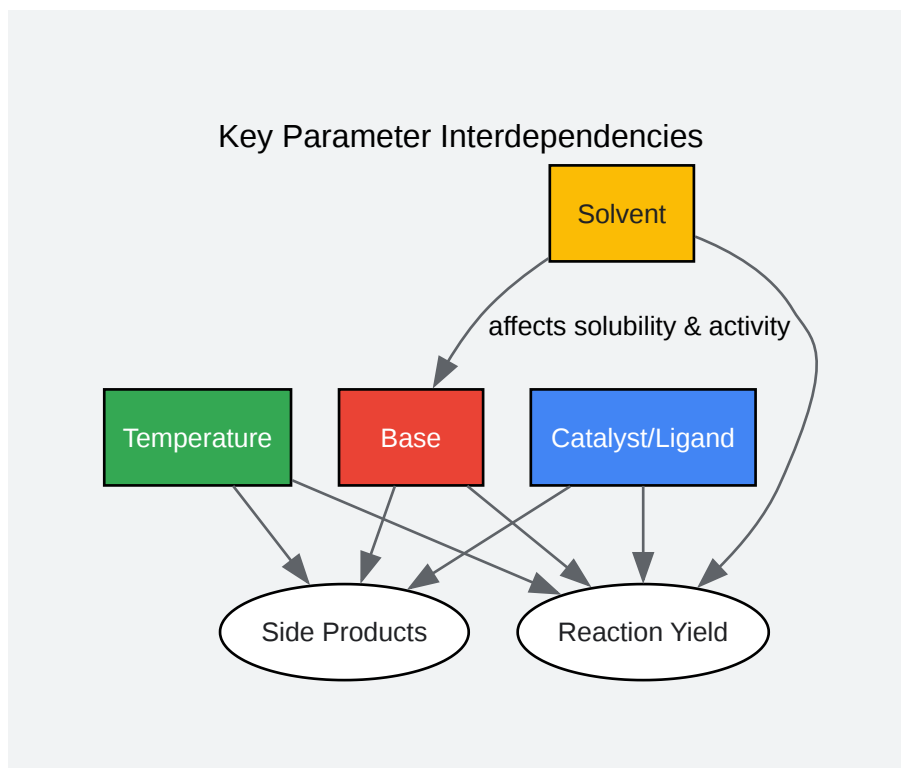 Key Parameter Interdependencies
Solvent
affects solubility & activity
Temperature
Base
Catalyst/Ligand
Side Products
Reaction Yield